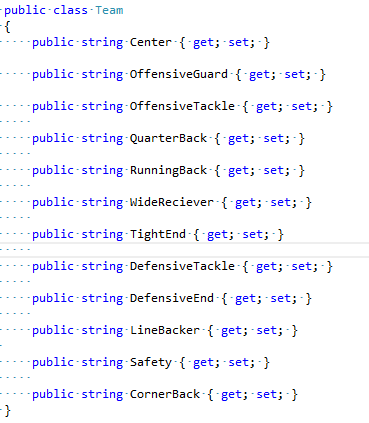 public class Team
{
public string Center { get; set; }
public string OffensiveGuard { get; set; }
public string OffensiveTackle { get; set; }
public string QuarterBack { get; set; }
public string RunningBack { get; set; }
public string WideReciever { get; set; }
public string TightEnd { get; set; }
public string DefensiveTackle { get; set; }
public string DefensiveEnd { get; set; }
public string LineBacker { get; set; }
public string Safety { get; set; }
public string CornerBack { get; set; }
}